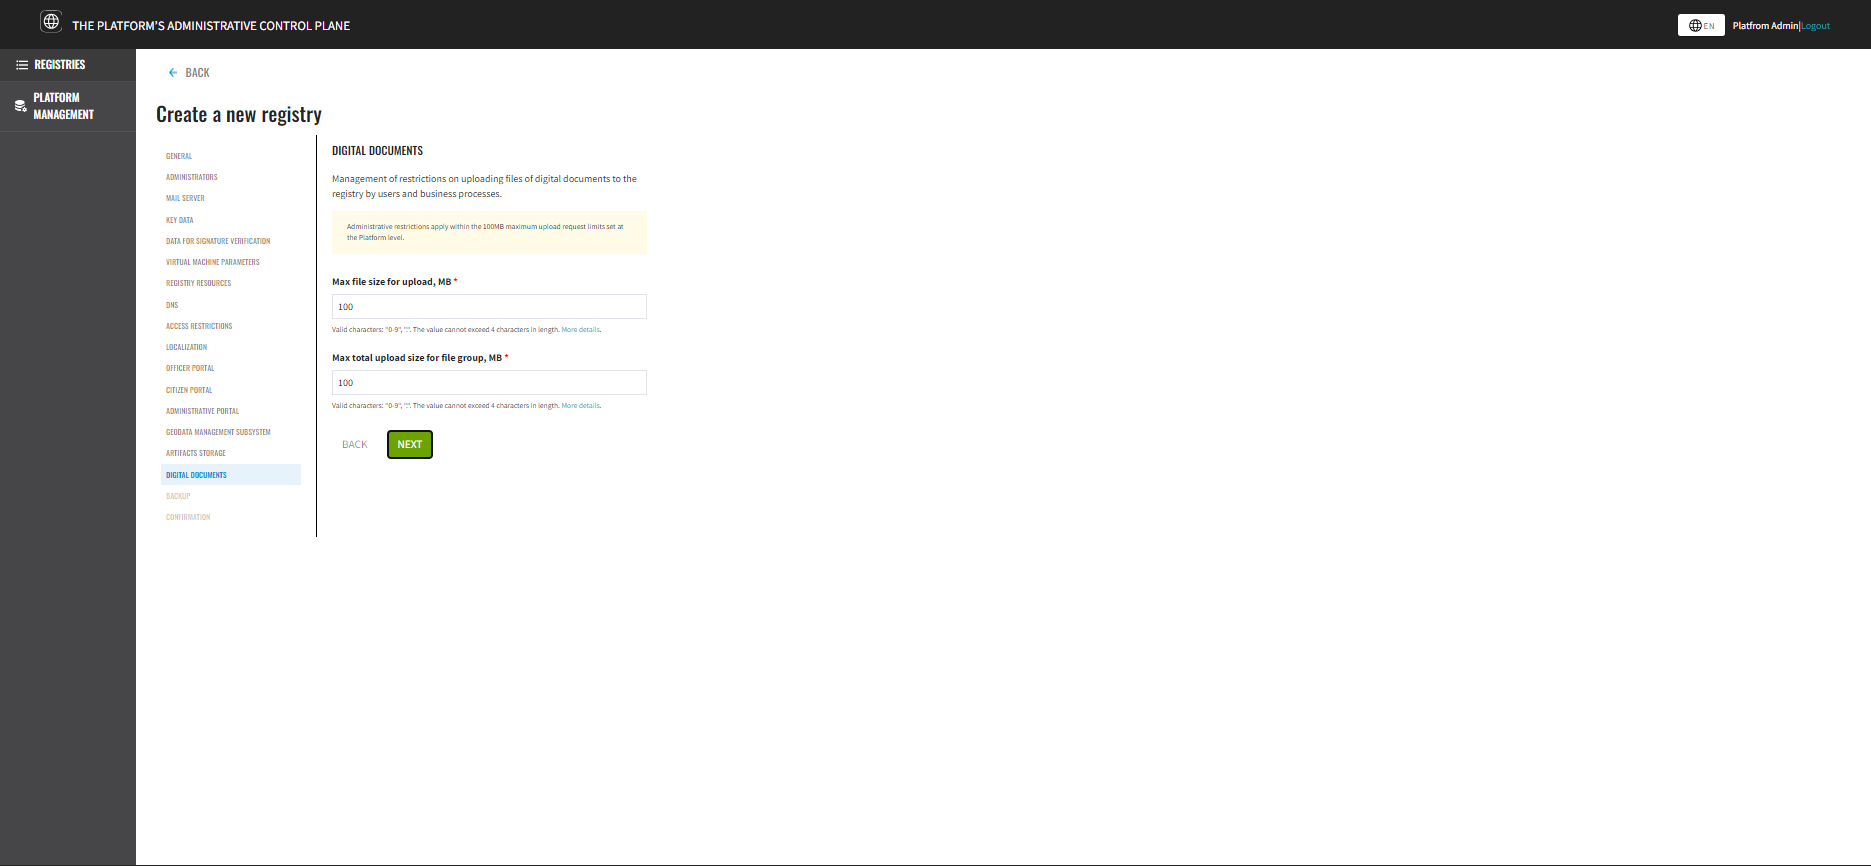 THE PLATFORM'S ADMINISTRATIVE CONTROL PLANE
EN
Platfrom Admin|Logout
REGISTRIES
PLATFORM
MANAGEMENT
BACK
Create a new registry
GENERAL
ADMINISTRATORS
MAIL SERVER
KEY DATA
DATA FOR SIGNATURE VERIFICATION
VIRTUAL MACHINE PARAMETERS
REGISTRY RESOURCES
DNS
ACCESS RESTRICTIONS
LOCALIZATION
OFFICER PORTAL
CITIZEN PORTAL
ADMINISTRATIVE PORTAL
GEODATA MANAGEMENT SUBSYSTEM
ARTIFACTS STORAGE
DIGITAL DOCUMENTS
BACKUP
CONFIRMATION
DIGITAL DOCUMENTS
Management of restrictions on uploading files of digital documents to the
registry by users and business processes.
Administrative restrictions apply within the 100MB maximum upload request limits set at
the Platform level.
Max file size for upload, MB *
100
Valid characters: "0-9", ".". The value cannot exceed 4 characters in length. More details.
Max total upload size for file group, MB *
100
Valid characters: "0-9", ".". The value cannot exceed 4 characters in length. More details.
BACK
NEXT